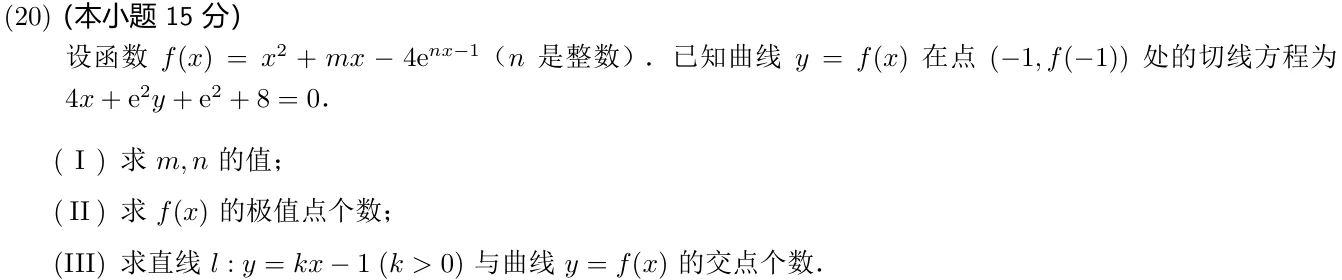 (20) (本小题 15 分)
设函数 f(x) = x² + mx − 4e^{nx−1}（n 是整数）．已知曲线 y = f(x) 在点 (−1, f(−1)) 处的切线方程为
4x + e²y + e² + 8 = 0．
( I ) 求 m, n 的值；
( II ) 求 f(x) 的极值点个数；
(III) 求直线 l : y = kx − 1 (k > 0) 与曲线 y = f(x) 的交点个数．